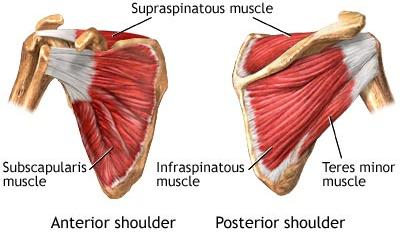 Supraspinatous muscle
Subscapularis
muscle
Infraspinatous
muscle
Teres minor
muscle
Anterior shoulder
Posterior shoulder